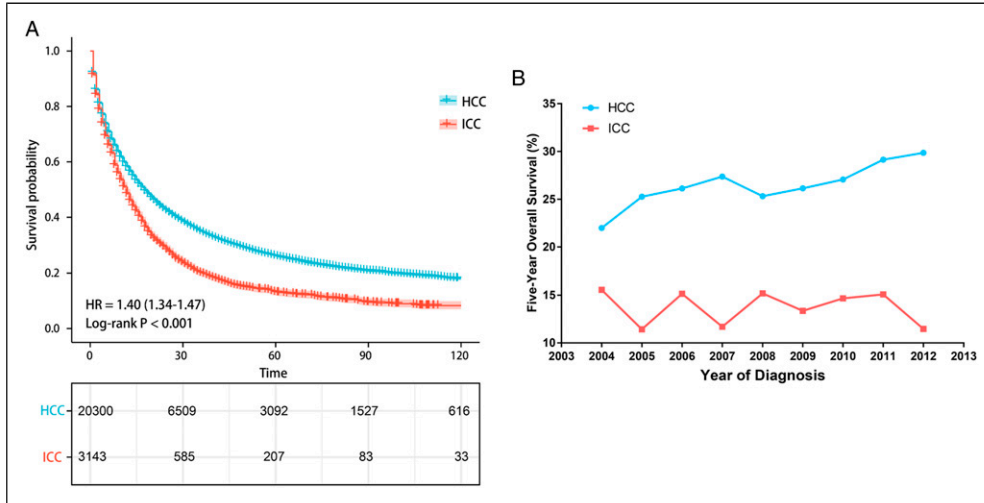 A
1.0
0.8
0.6
0.4
0.2
0.0
Survival probability
HCC
ICC
HR = 1.40 (1.34-1.47)
Log-rank P < 0.001
0 30 60 90 120
Time
HCC 20300 6509 3092 1527 616
ICC 3143 585 207 83 33
B
HCC
ICC
35
30
25
20
15
10
Five-Year Overall Survival (%)
2003 2004 2005 2006 2007 2008 2009 2010 2011 2012 2013
Year of Diagnosis